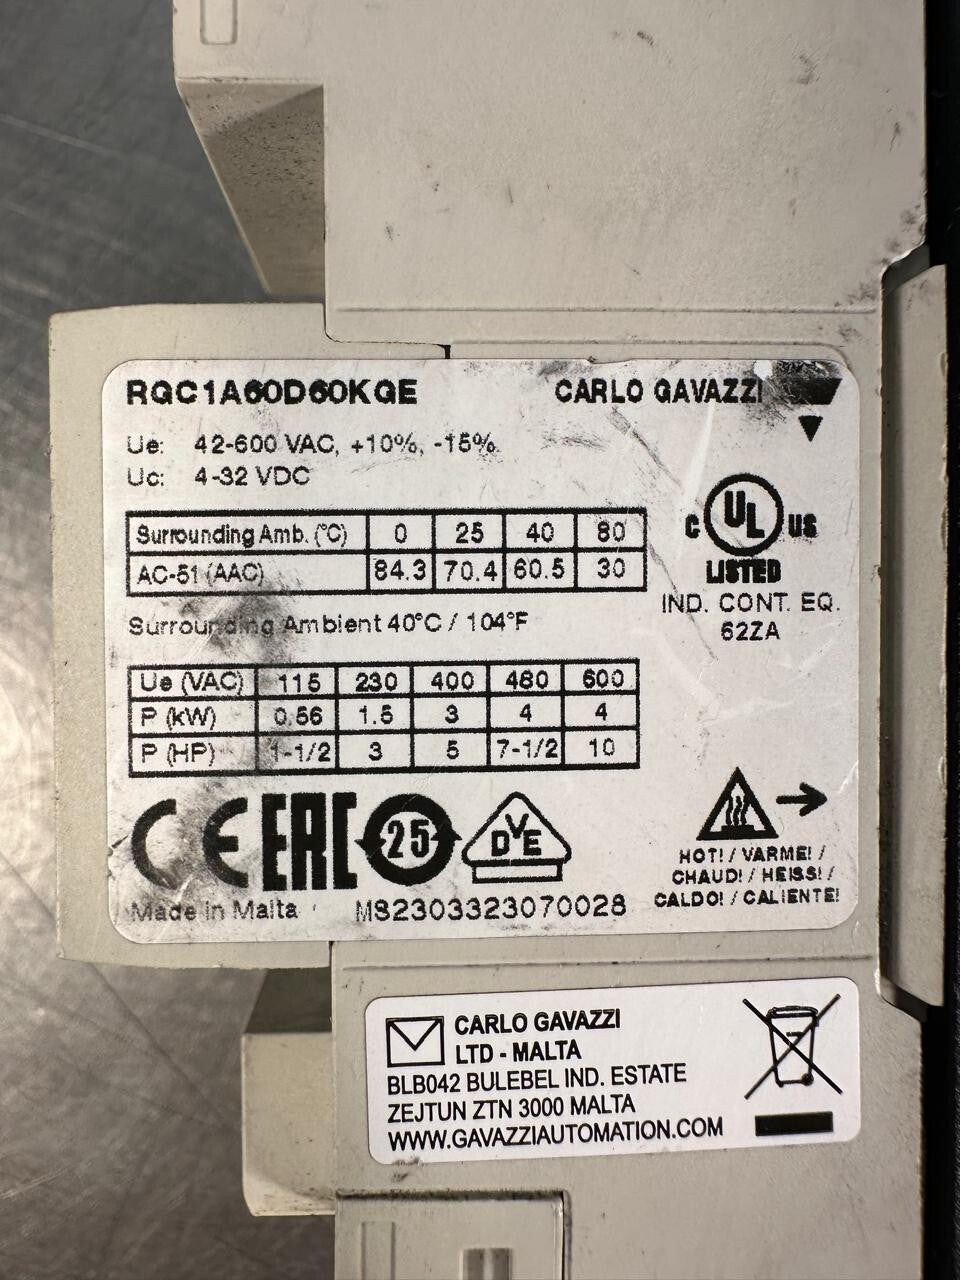 RGC1A60D60KGE
CARLO GAVAZZI
Ue: 42-600 VAC, +10%, -15%
Uc: 4-32 VDC
Surrounding Amb. (°C) 0 25 40 80
AC-51 (AAC) 84.3 70.4 60.5 30
Surrounding Ambient 40°C / 104°F
C UL US
LISTED
IND. CONT. EQ.
62ZA
Ue (VAC) 115 230 400 480 600
P (kW) 0.56 1.5 3 4 4
P (HP) 1-1/2 3 5 7-1/2 10
CE EAC 25 DVE
HOT! / VARME! /
CHAUD! / HEISS! /
CALDO! / CALIENTE!
Made in Malta MS2303323070028
CARLO GAVAZZI
LTD - MALTA
BLB042 BULEBEL IND. ESTATE
ZEJTUN ZTN 3000 MALTA
WWW.GAVAZZIAUTOMATION.COM